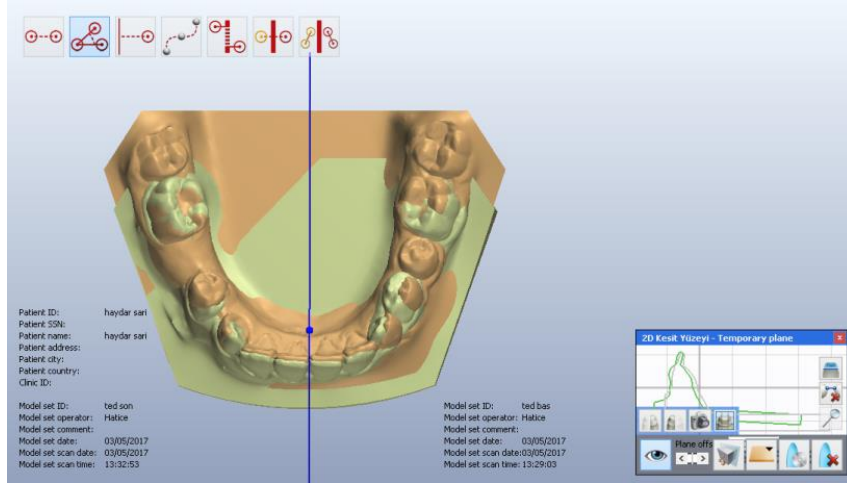 Patient ID: haydar sari
Patient SSN:
Patient name: haydar sari
Patient address:
Patient city:
Patient country:
Clinic ID:
Model set ID: ted son
Model set operator: Hatice
Model set comment:
Model set date: 03/05/2017
Model set scan date: 03/05/2017
Model set scan time: 13:32:53
Model set ID: ted bas
Model set operator: Hatice
Model set comment:
Model set date: 03/05/2017
Model set scan date:03/05/2017
Model set scan time: 13:29:03
2D Kesit Yüzeyi - Temporary plane
Plane offs